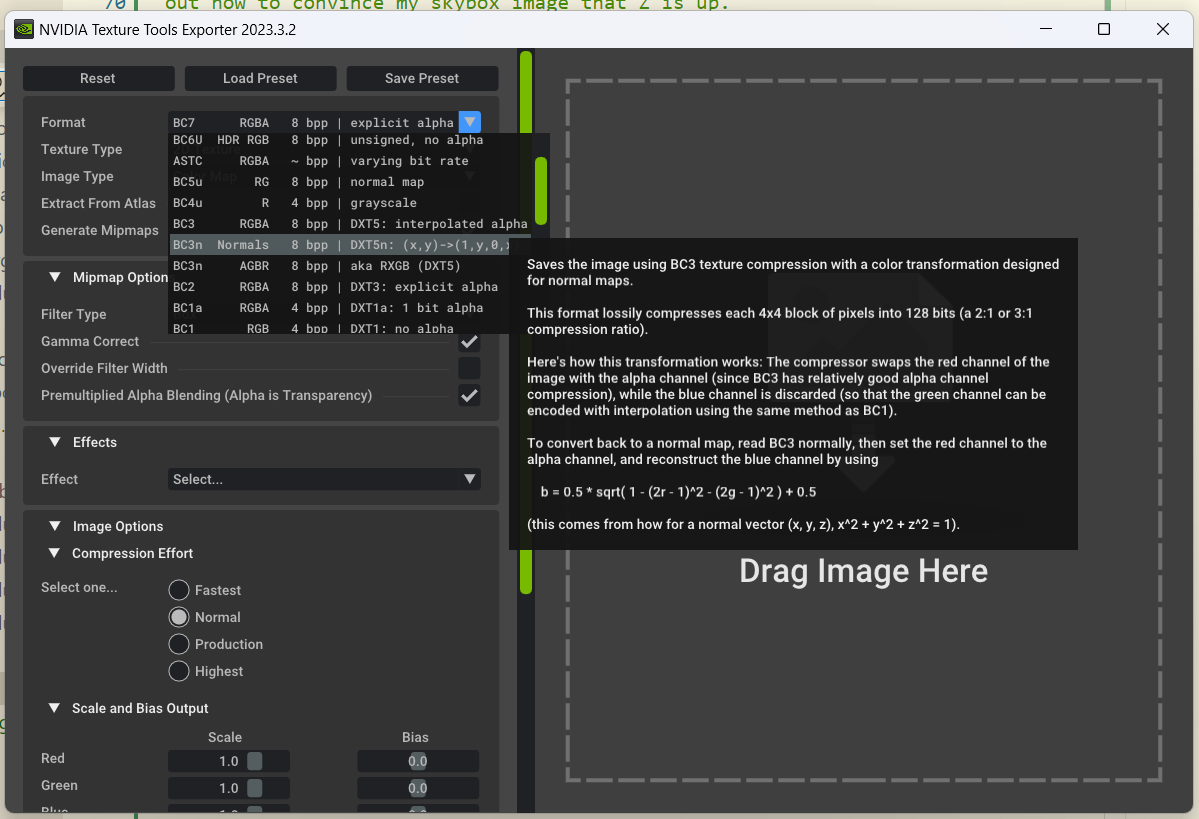 70 out how to convince my skybox image that Z is up.
NVIDIA Texture Tools Exporter 2023.3.2
Reset Load Preset Save Preset
Format BC7 RGBA 8 bpp | explicit alpha
BC6U HDR RGB 8 bpp | unsigned, no alpha
Texture Type
ASTC RGBA ~ bpp | varying bit rate
Image Type
BC5u RG 8 bpp | normal map
Extract From Atlas
BC4u R 4 bpp | grayscale
Generate Mipmaps
BC3 RGBA 8 bpp | DXT5: interpolated alpha
BC3n Normals 8 bpp | DXT5n: (x,y)->(1,y,0,x
BC3n AGBR 8 bpp | aka RXGB (DXT5)
BC2 RGBA 8 bpp | DXT3: explicit alpha
BC1a RGBA 4 bpp | DXT1a: 1 bit alpha
BC1 RGB 4 bpp | DXT1: no alpha
Mipmap Option
Filter Type
Gamma Correct
Override Filter Width
Premultiplied Alpha Blending (Alpha is Transparency)
Effects
Effect Select...
Image Options
Compression Effort
Select one...
Fastest
Normal
Production
Highest
Scale and Bias Output
Scale Bias
Red 1.0 0.0
Green 1.0 0.0
Blue 1.0 0.0
Saves the image using BC3 texture compression with a color transformation designed
for normal maps.
This format lossily compresses each 4x4 block of pixels into 128 bits (a 2:1 or 3:1
compression ratio).
Here's how this transformation works: The compressor swaps the red channel of the
image with the alpha channel (since BC3 has relatively good alpha channel
compression), while the blue channel is discarded (so that the green channel can be
encoded with interpolation using the same method as BC1).
To convert back to a normal map, read BC3 normally, then set the red channel to the
alpha channel, and reconstruct the blue channel by using
b = 0.5 * sqrt( 1 - (2r - 1)^2 - (2g - 1)^2 ) + 0.5
(this comes from how for a normal vector (x, y, z), x^2 + y^2 + z^2 = 1).
Drag Image Here